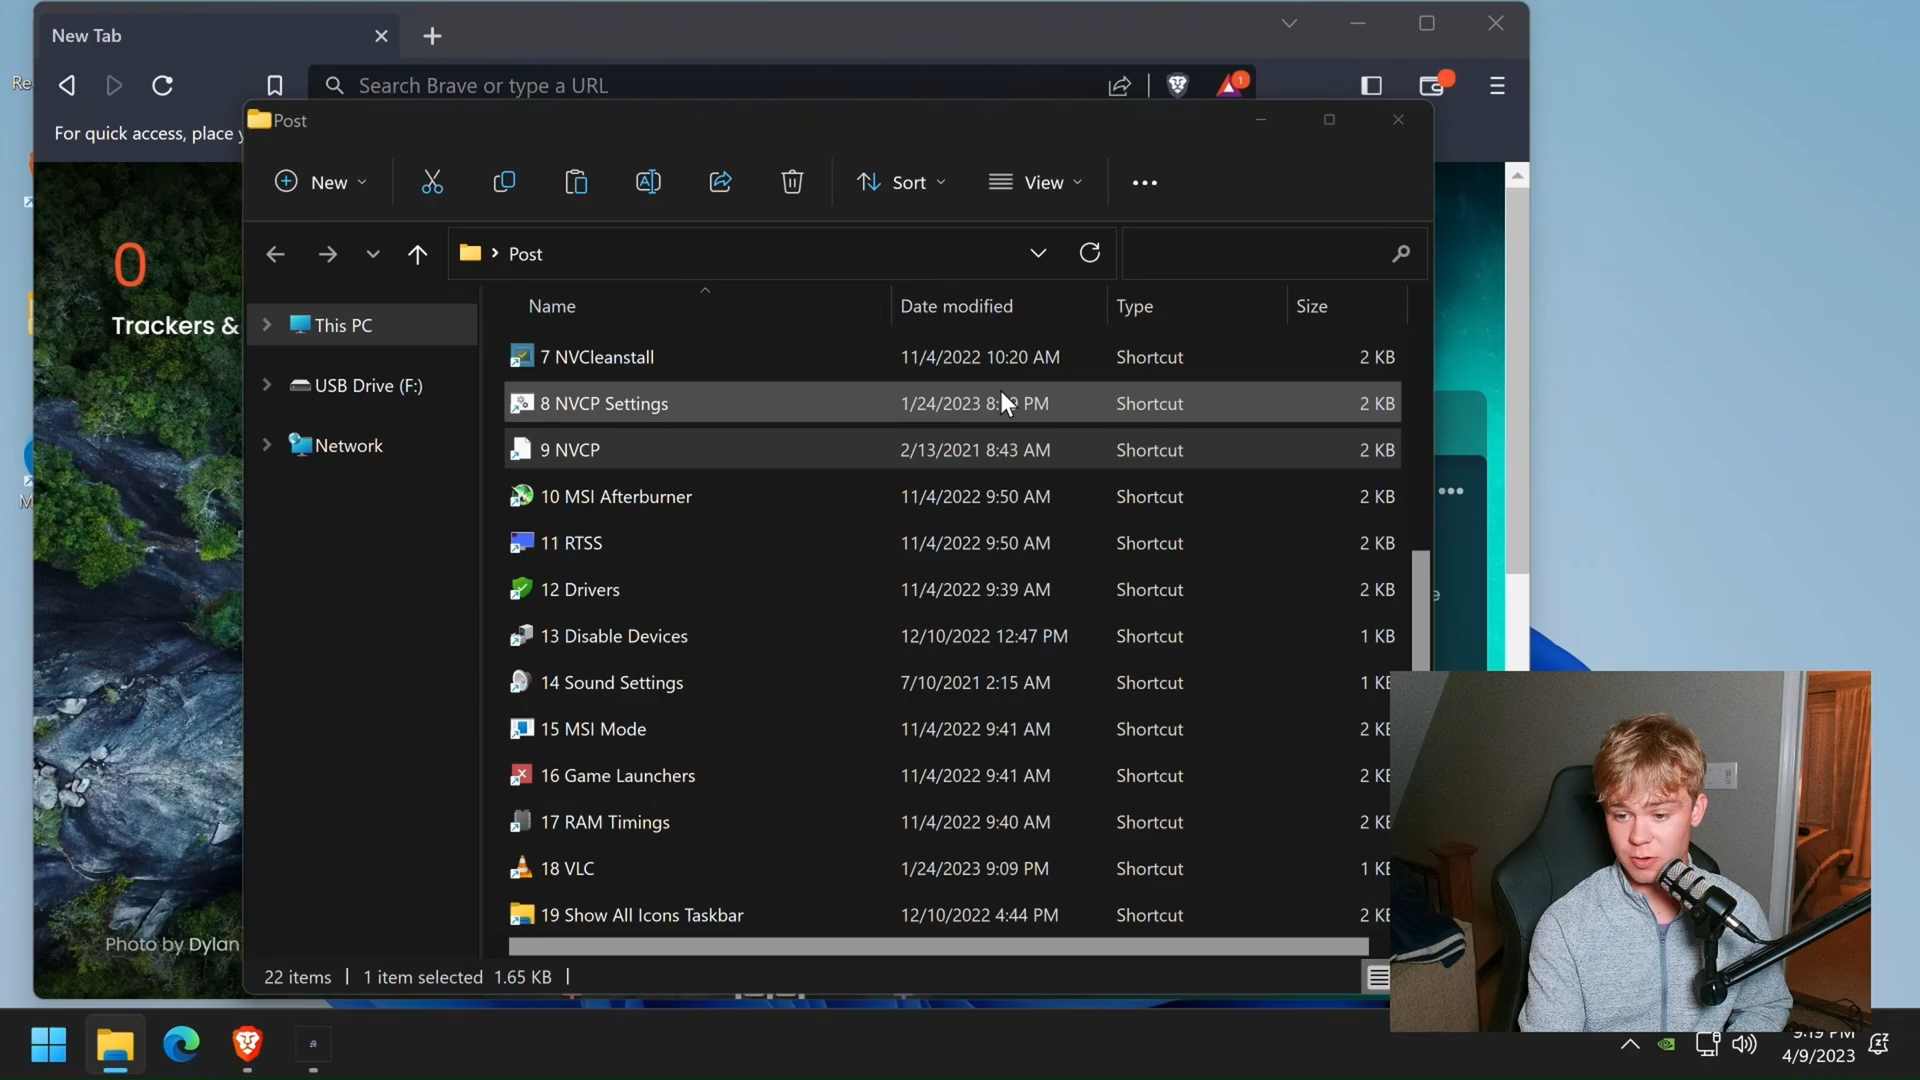 New Tab
Search Brave or type a URL
1
Re
For quick access, place y
Post
New
Sort
View
Post
0
Trackers &
This PC
USB Drive (F:)
Network
Name Date modified Type Size
7 NVCleanstall 11/4/2022 10:20 AM Shortcut 2 KB
8 NVCP Settings 1/24/2023 8: PM Shortcut 2 KB
9 NVCP 2/13/2021 8:43 AM Shortcut 2 KB
10 MSI Afterburner 11/4/2022 9:50 AM Shortcut 2 KB
11 RTSS 11/4/2022 9:50 AM Shortcut 2 KB
12 Drivers 11/4/2022 9:39 AM Shortcut 2 KB
13 Disable Devices 12/10/2022 12:47 PM Shortcut 1 KB
14 Sound Settings 7/10/2021 2:15 AM Shortcut 1 KB
15 MSI Mode 11/4/2022 9:41 AM Shortcut 2 KB
16 Game Launchers 11/4/2022 9:41 AM Shortcut 2 KB
17 RAM Timings 11/4/2022 9:40 AM Shortcut 2 KB
18 VLC 1/24/2023 9:09 PM Shortcut 1 KB
19 Show All Icons Taskbar 12/10/2022 4:44 PM Shortcut 2 KB
Photo by Dylan
22 items | 1 item selected 1.65 KB |
9:19 PM
4/9/2023